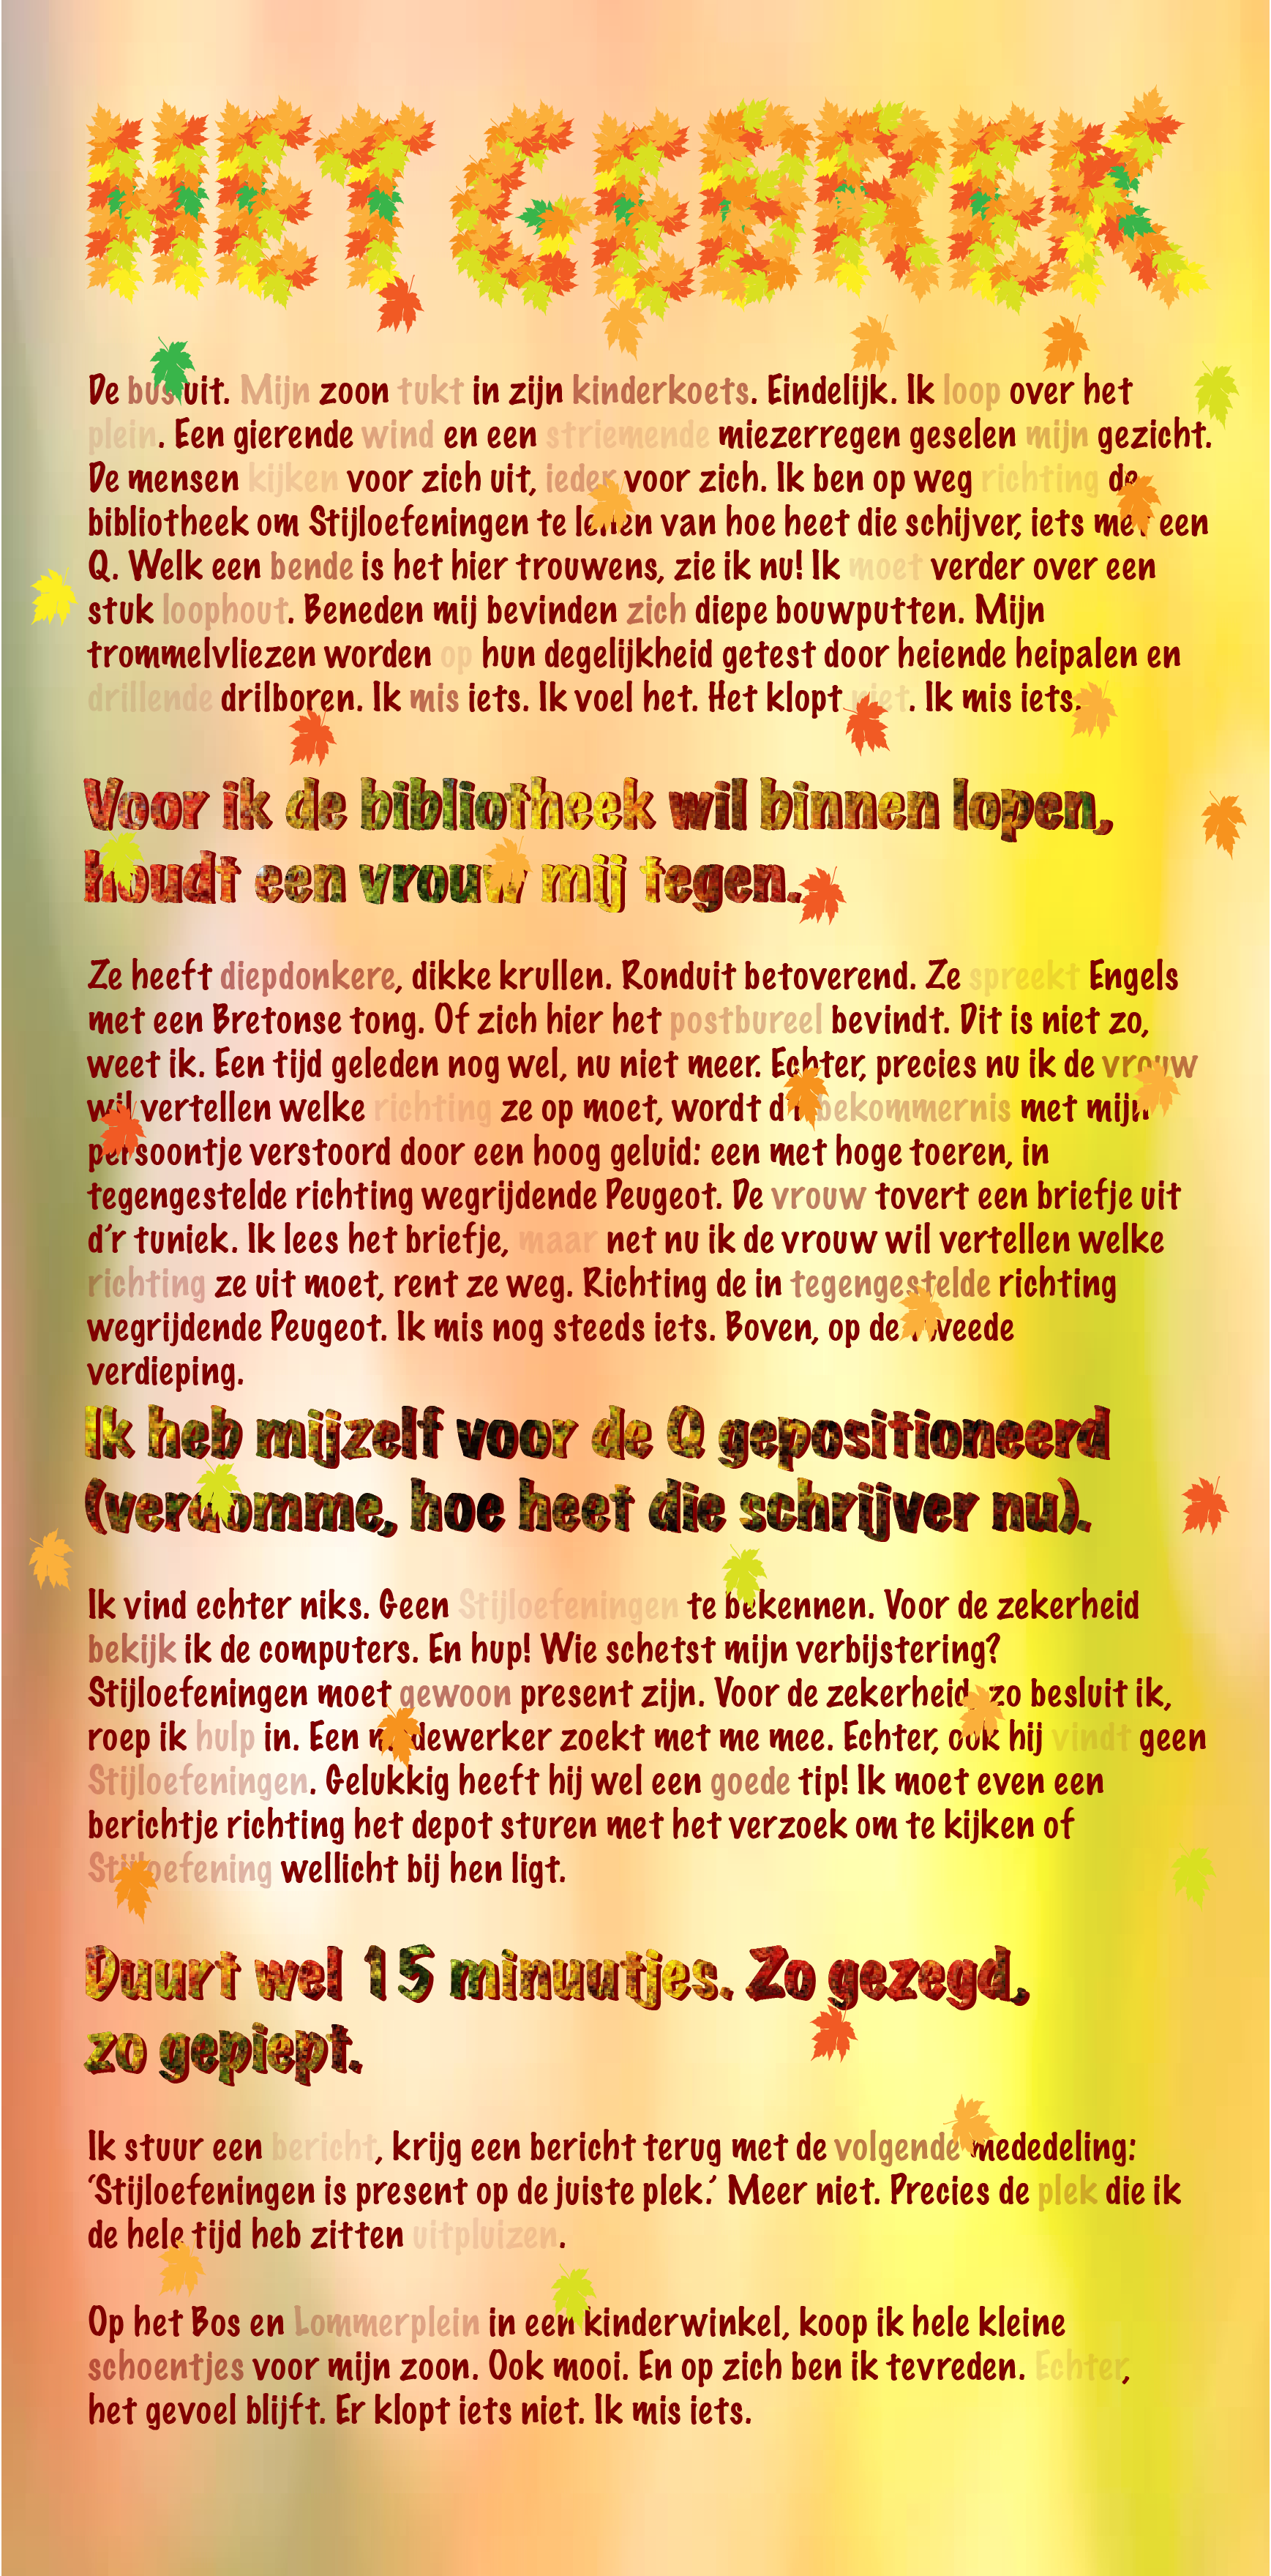 HET GEBREK
De bus uit. Mijn zoon tukt in zijn kinderkoets. Eindelijk. Ik loop over het
plein. Een gierende wind en een striemende miezerregen geselen mijn gezicht.
De mensen kijken voor zich uit, ieder voor zich. Ik ben op weg richting de
bibliotheek om Stijloefeningen te lenen van hoe heet die schijver, iets met een
Q. Welk een bende is het hier trouwens, zie ik nu! Ik moet verder over een
stuk loophout. Beneden mij bevinden zich diepe bouwputten. Mijn
trommelvliezen worden op hun degelijkheid getest door heiende heipalen en
drillende drilboren. Ik mis iets. Ik voel het. Het klopt niet. Ik mis iets.
Voor ik de bibliotheek wil binnen lopen,
houdt een vrouw mij tegen.
Ze heeft diepdonkere, dikke krullen. Ronduit betoverend. Ze spreekt Engels
met een Bretonse tong. Of zich hier het postbureel bevindt. Dit is niet zo,
weet ik. Een tijd geleden nog wel, nu niet meer. Echter, precies nu ik de vrouw
wil vertellen welke richting ze op moet, wordt d'r bekommernis met mijn
persoontje verstoord door een hoog geluid: een met hoge toeren, in
tegengestelde richting wegrijdende Peugeot. De vrouw tovert een briefje uit
d'r tuniek. Ik lees het briefje, maar net nu ik de vrouw wil vertellen welke
richting ze uit moet, rent ze weg. Richting de in tegengestelde richting
wegrijdende Peugeot. Ik mis nog steeds iets. Boven, op de tweede
verdieping.
Ik heb mijzelf voor de Q gepositioneerd
(verdomme, hoe heet die schrijver nu).
Ik vind echter niks. Geen Stijloefeningen te bekennen. Voor de zekerheid
bekijk ik de computers. En hup! Wie schetst mijn verbijstering?
Stijloefeningen moet gewoon present zijn. Voor de zekerheid, zo besluit ik,
roep ik hulp in. Een medewerker zoekt met me mee. Echter, ook hij vindt geen
Stijloefeningen. Gelukkig heeft hij wel een goede tip! Ik moet even een
berichtje richting het depot sturen met het verzoek om te kijken of
Stijloefening wellicht bij hen ligt.
Duurt wel 15 minuutjes. Zo gezegd,
zo gepiept.
Ik stuur een bericht, krijg een bericht terug met de volgende mededeling:
‘Stijloefeningen is present op de juiste plek.’ Meer niet. Precies de plek die ik
de hele tijd heb zitten uitpluizen.
Op het Bos en Lommerplein in een kinderwinkel, koop ik hele kleine
schoentjes voor mijn zoon. Ook mooi. En op zich ben ik tevreden. Echter,
het gevoel blijft. Er klopt iets niet. Ik mis iets.